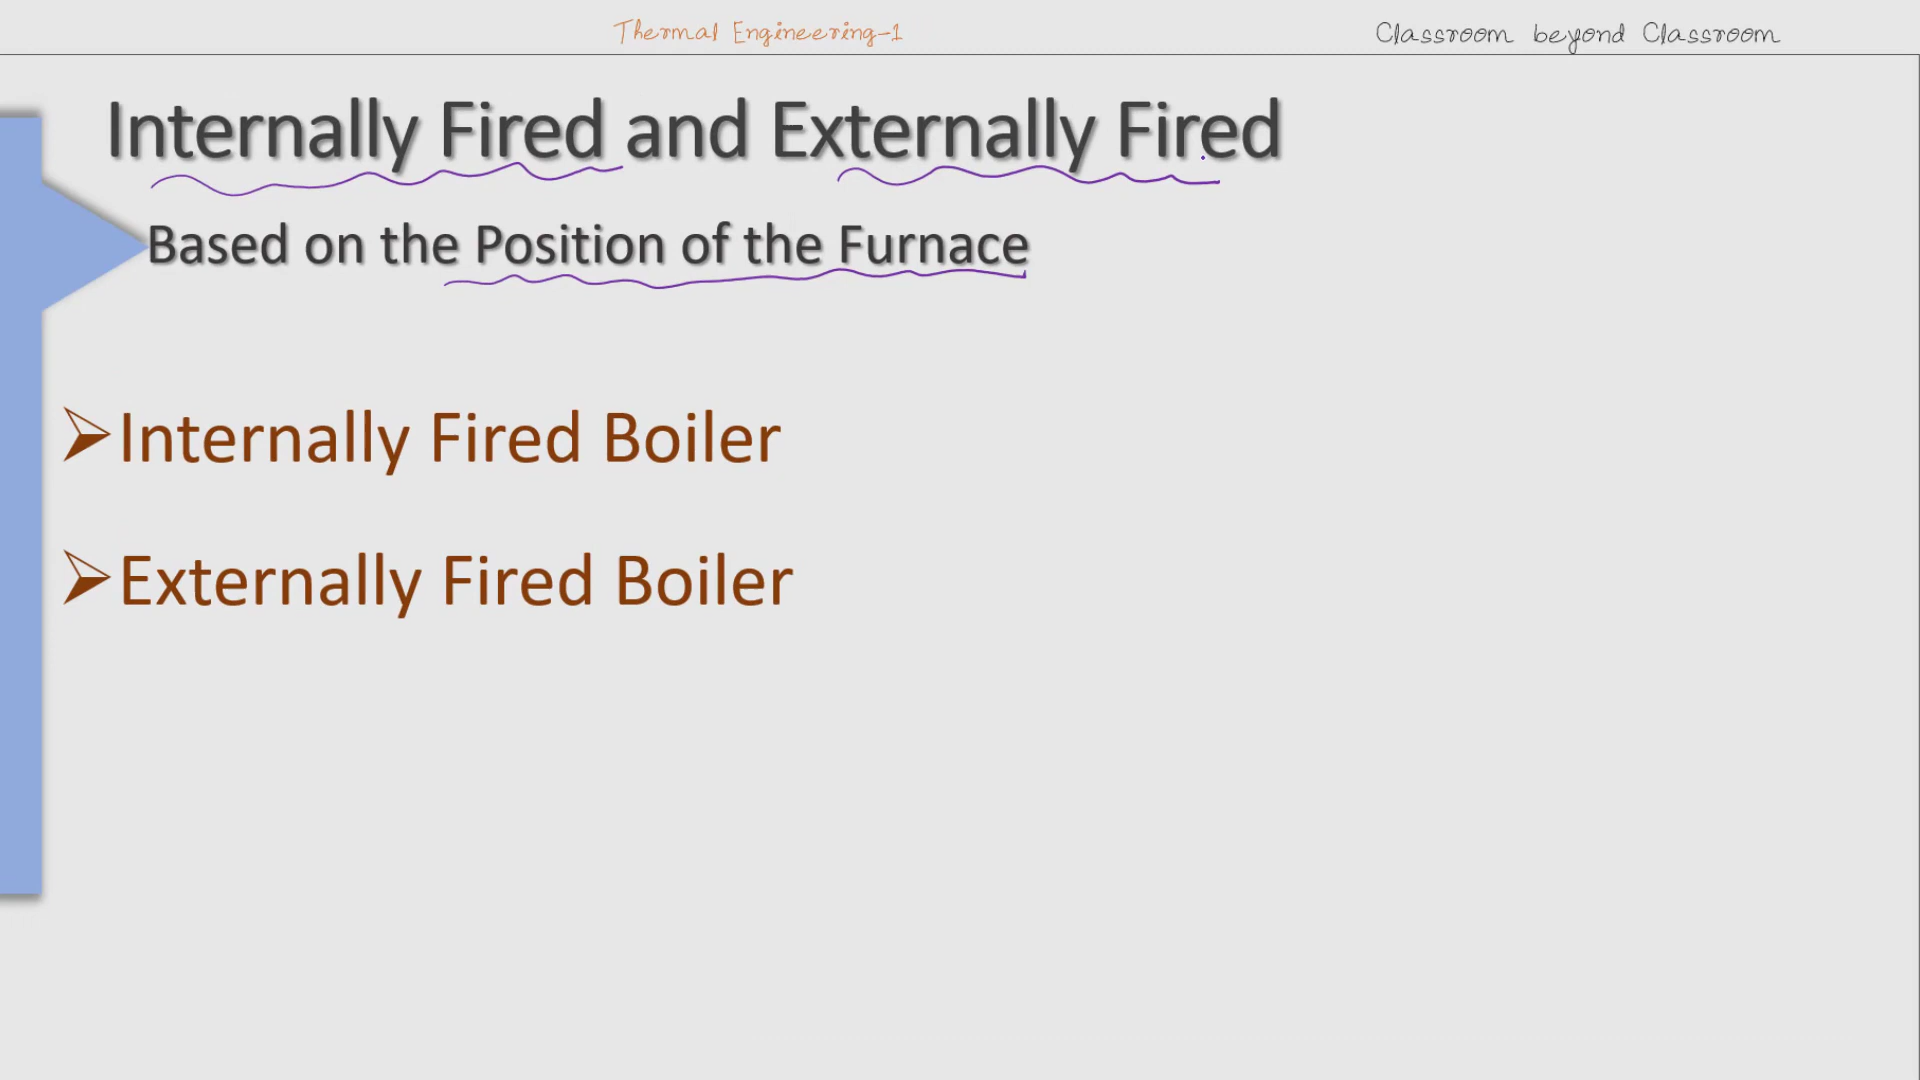 Thermal Engineering-1
Classroom beyond Classroom
Internally Fired and Externally Fired
Based on the Position of the Furnace
Internally Fired Boiler
Externally Fired Boiler